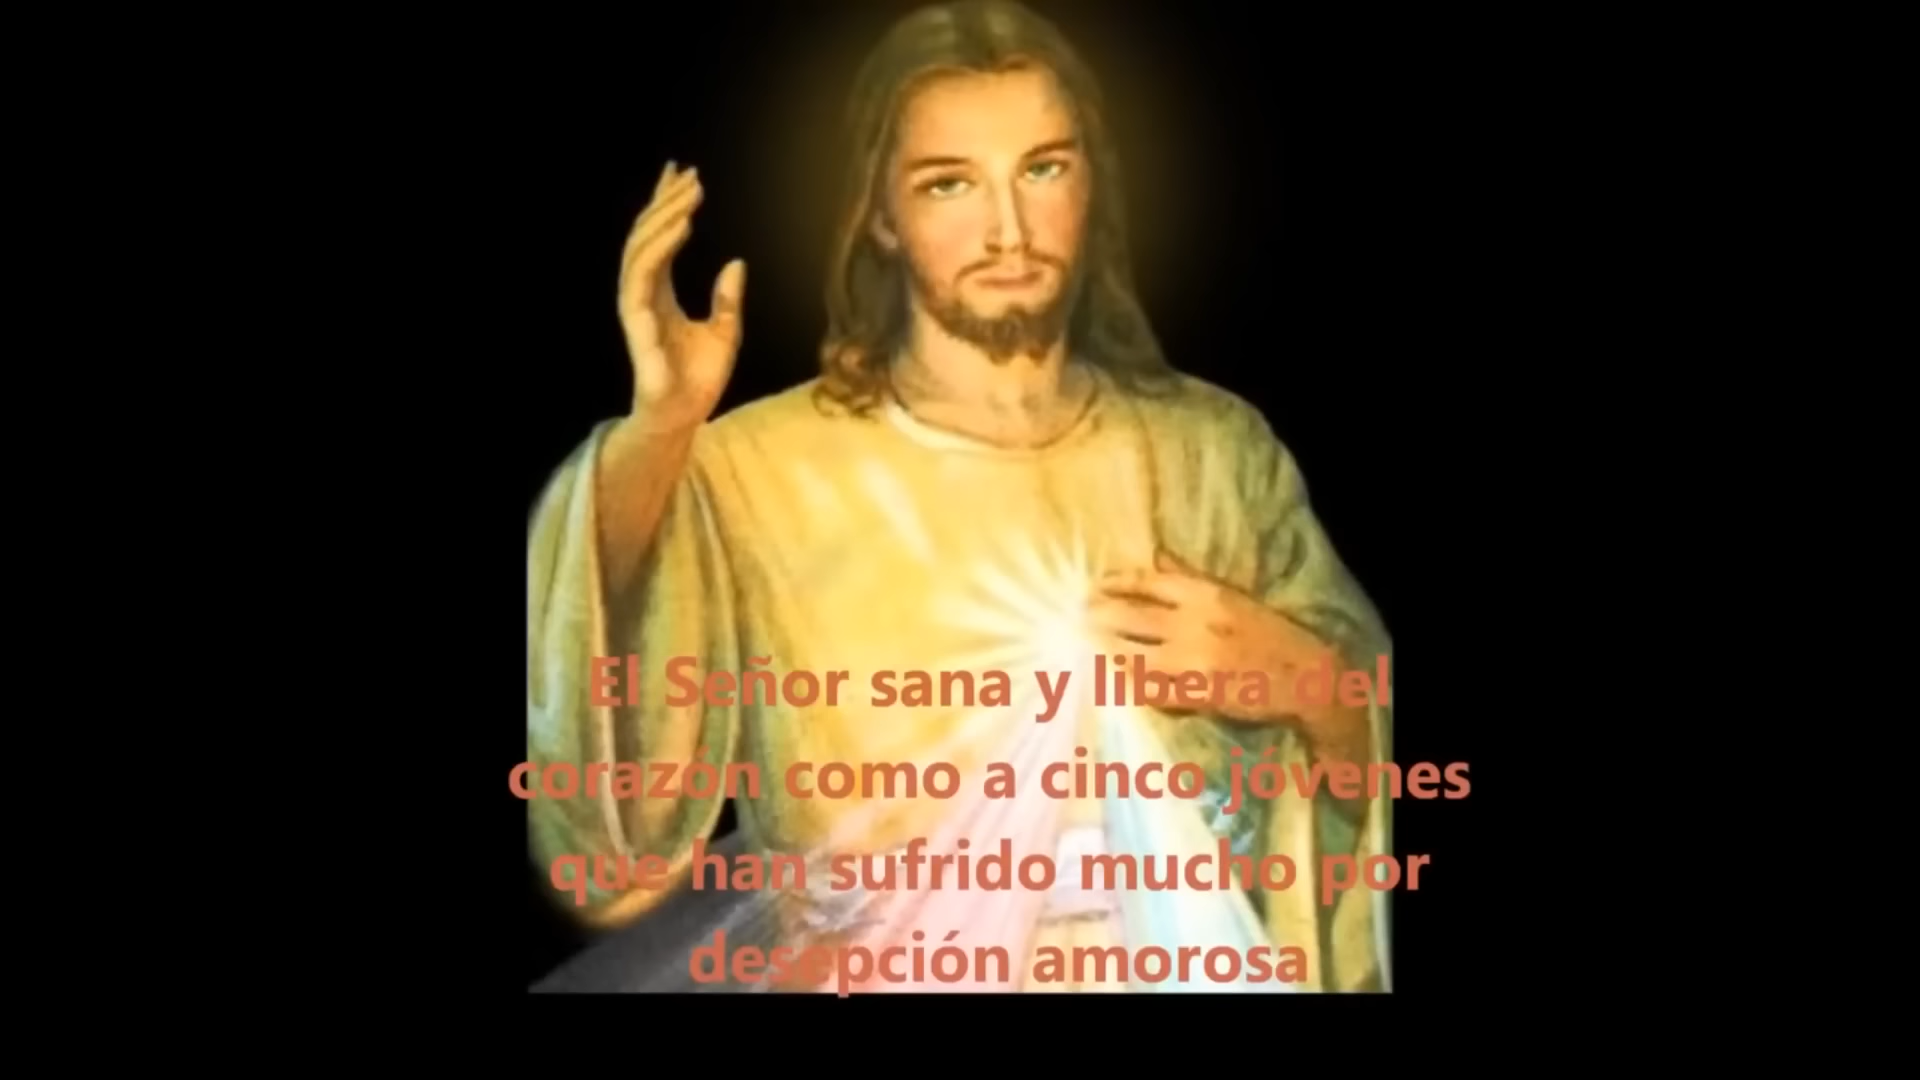 El Señor sana y libera del
corazón como a cinco jóvenes
que han sufrido mucho por
desepción amorosa